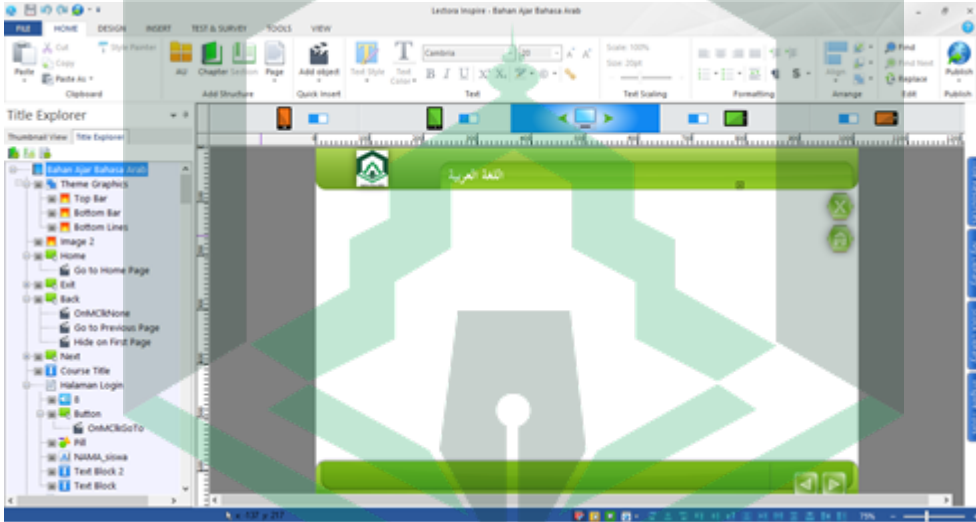 Lectora Inspire - Bahan Ajar Bahasa Arab
FILE HOME DESIGN INSERT TEST & SURVEY TOOLS VIEW
Paste
Cut
Copy
Paste As
Style Painter
Clipboard
AU Chapter Section Page
Add Structure
Add object
Quick Insert
Text Style
Text Color
Cambria 20
B I U
Text
Scale: 100%
Size: 20pt
Text Scaling
Formatting
Align
Arrange
Find
Find Next
Replace
Edit
Publish
Publish
Title Explorer
Thumbnail View Title Explorer
Bahan Ajar Bahasa Arab
Theme Graphics
Top Bar
Bottom Bar
Bottom Lines
Image 2
Home
Go to Home Page
Exit
Back
OnMClkNone
Go to Previous Page
Hide on First Page
Next
Course Title
Halaman Login
Button
OnMClkGoTo
Pill
NAMA_siswa
Text Block 2
Text Block
اللغة العربية
x: -137 y: 217
75%